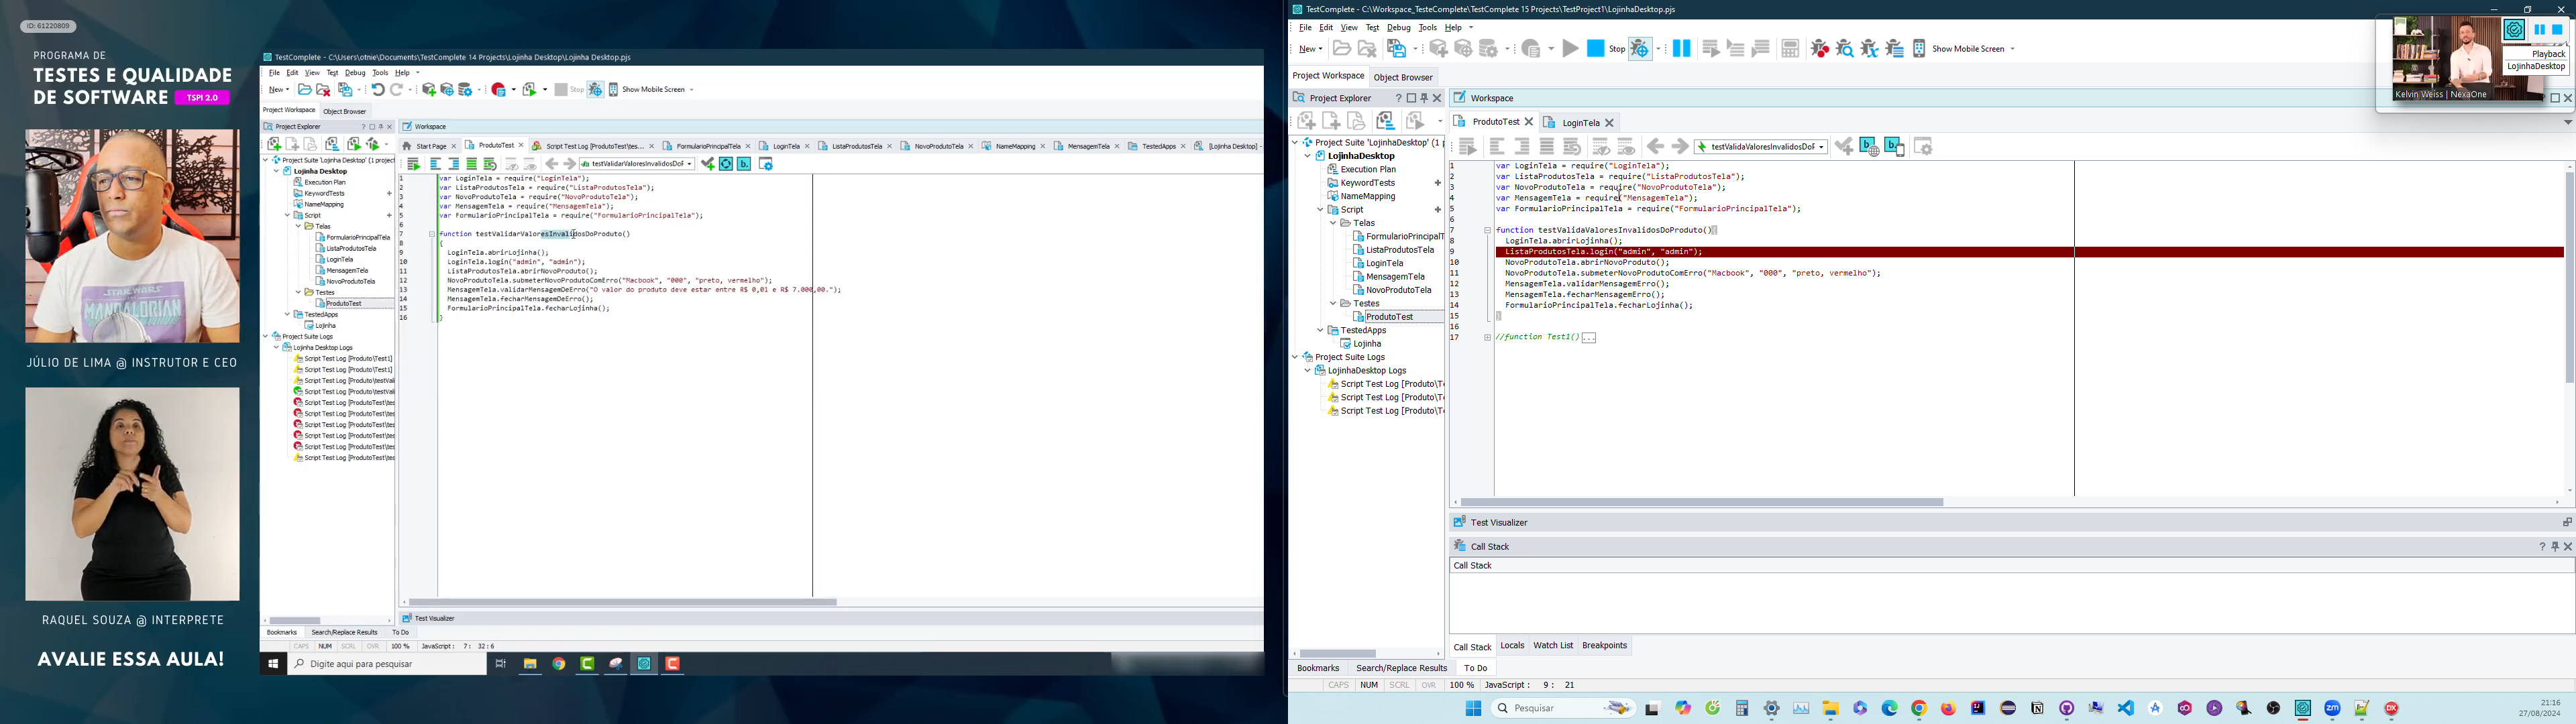 ID: 61220809
PROGRAMA DE
TESTES E QUALIDADE
DE SOFTWARE TSPI 2.0
JÚLIO DE LIMA @ INSTRUTOR E CEO
RAQUEL SOUZA @ INTERPRETE
AVALIE ESSA AULA!
TestComplete - C:\Users\otnie\Documents\TestComplete 14 Projects\Lojinha Desktop\Lojinha Desktop.pjs
File Edit View Test Debug Tools Help
New Stop Show Mobile Screen
Project Workspace Object Browser
Project Explorer
Workspace
Start Page ProdutoTest Script Test Log [ProdutoTest\tes... FormularioPrincipalTela LoginTela ListaProdutosTela NovoProdutoTela NameMapping MensagemTela TestedApps [Lojinha Desktop] -
testValidarValoresInvalidosDoF
Project Suite 'Lojinha Desktop' (1 project
Lojinha Desktop
Execution Plan
KeywordTests
NameMapping
Script
Telas
FormularioPrincipalTela
ListaProdutosTela
LoginTela
MensagemTela
NovoProdutoTela
Testes
ProdutoTest
TestedApps
Lojinha
Project Suite Logs
Lojinha Desktop Logs
Script Test Log [Produto\Test1]
Script Test Log [Produto\Test1]
Script Test Log [Produto\testVali
Script Test Log [Produto\testVali
Script Test Log [ProdutoTest\tes
Script Test Log [ProdutoTest\tes
Script Test Log [ProdutoTest\tes
Script Test Log [ProdutoTest\tes
Script Test Log [ProdutoTest\tes
Script Test Log [ProdutoTest\tes
1 var LoginTela = require("LoginTela");
2 var ListaProdutosTela = require("ListaProdutosTela");
3 var NovoProdutoTela = require("NovoProdutoTela");
4 var MensagemTela = require("MensagemTela");
5 var FormularioPrincipalTela = require("FormularioPrincipalTela");
6
7 function testValidarValoresInvalidosDoProduto()
8 {
9 LoginTela.abrirLojinha();
10 LoginTela.login("admin", "admin");
11 ListaProdutosTela.abrirNovoProduto();
12 NovoProdutoTela.submeterNovoProdutoComErro("Macbook", "000", "preto, vermelho");
13 MensagemTela.validarMensagemDeErro("O valor do produto deve estar entre R$ 0,01 e R$ 7.000,00.");
14 MensagemTela.fecharMensagemDeErro();
15 FormularioPrincipalTela.fecharLojinha();
16 }
Test Visualizer
Bookmarks Search/Replace Results To Do
CAPS NUM SCRL OVR 100 % JavaScript : 7: 32:6
Digite aqui para pesquisar
TestComplete - C:\Workspace_TesteComplete\TestComplete 15 Projects\TestProject1\LojinhaDesktop.pjs
File Edit View Test Debug Tools Help
New Stop Show Mobile Screen
Playback
LojinhaDesktop
Kelvin Weiss | NexaOne
Project Workspace Object Browser
Project Explorer
Workspace
ProdutoTest LoginTela
testValidaValoresInvalidosDoF
Project Suite 'LojinhaDesktop' (1 p
LojinhaDesktop
Execution Plan
KeywordTests
NameMapping
Script
Telas
FormularioPrincipalT
ListaProdutosTela
LoginTela
MensagemTela
NovoProdutoTela
Testes
ProdutoTest
TestedApps
Lojinha
Project Suite Logs
LojinhaDesktop Logs
Script Test Log [Produto\Te
Script Test Log [Produto\Te
Script Test Log [Produto\Te
1 var LoginTela = require("LoginTela");
2 var ListaProdutosTela = require("ListaProdutosTela");
3 var NovoProdutoTela = require("NovoProdutoTela");
4 var MensagemTela = require("MensagemTela");
5 var FormularioPrincipalTela = require("FormularioPrincipalTela");
6
7 function testValidaValoresInvalidosDoProduto(){
8 LoginTela.abrirLojinha();
9 ListaProdutosTela.login("admin", "admin");
10 NovoProdutoTela.abrirNovoProduto();
11 NovoProdutoTela.submeterNovoProdutoComErro("Macbook", "000", "preto, vermelho");
12 MensagemTela.validarMensagemErro();
13 MensagemTela.fecharMensagemErro();
14 FormularioPrincipalTela.fecharLojinha();
15 }
16
17 //function Test1() ...
Test Visualizer
Call Stack
Call Stack
Call Stack Locals Watch List Breakpoints
Bookmarks Search/Replace Results To Do
CAPS NUM SCRL OVR 100 % JavaScript : 9: 21
Pesquisar
21:16
27/08/2024